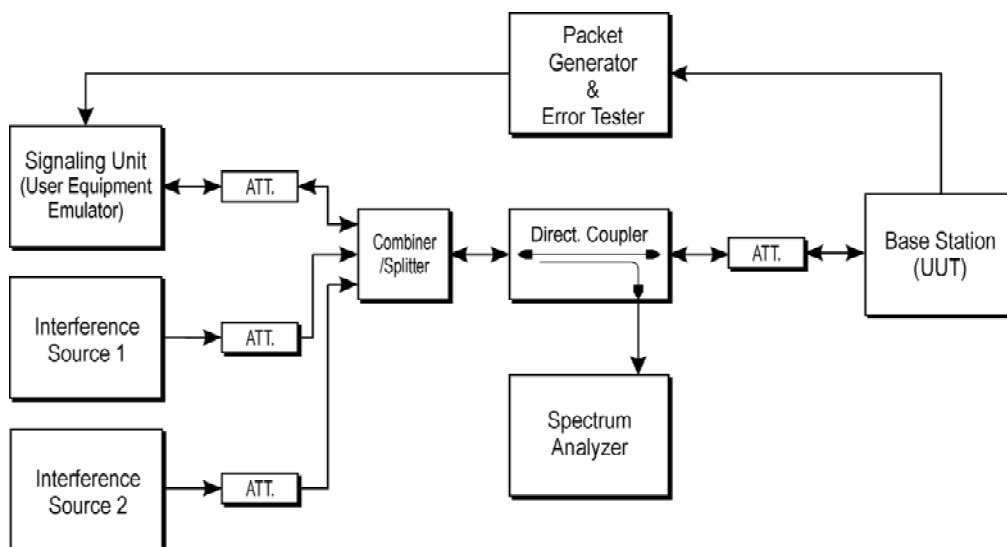 Packet
Generator
&
Error Tester
Signaling Unit
(User Equipment
Emulator)
ATT.
Combiner
/Splitter
Direct. Coupler
ATT.
Base Station
(UUT)
Interference
Source 1
ATT.
Spectrum
Analyzer
Interference
Source 2
ATT.